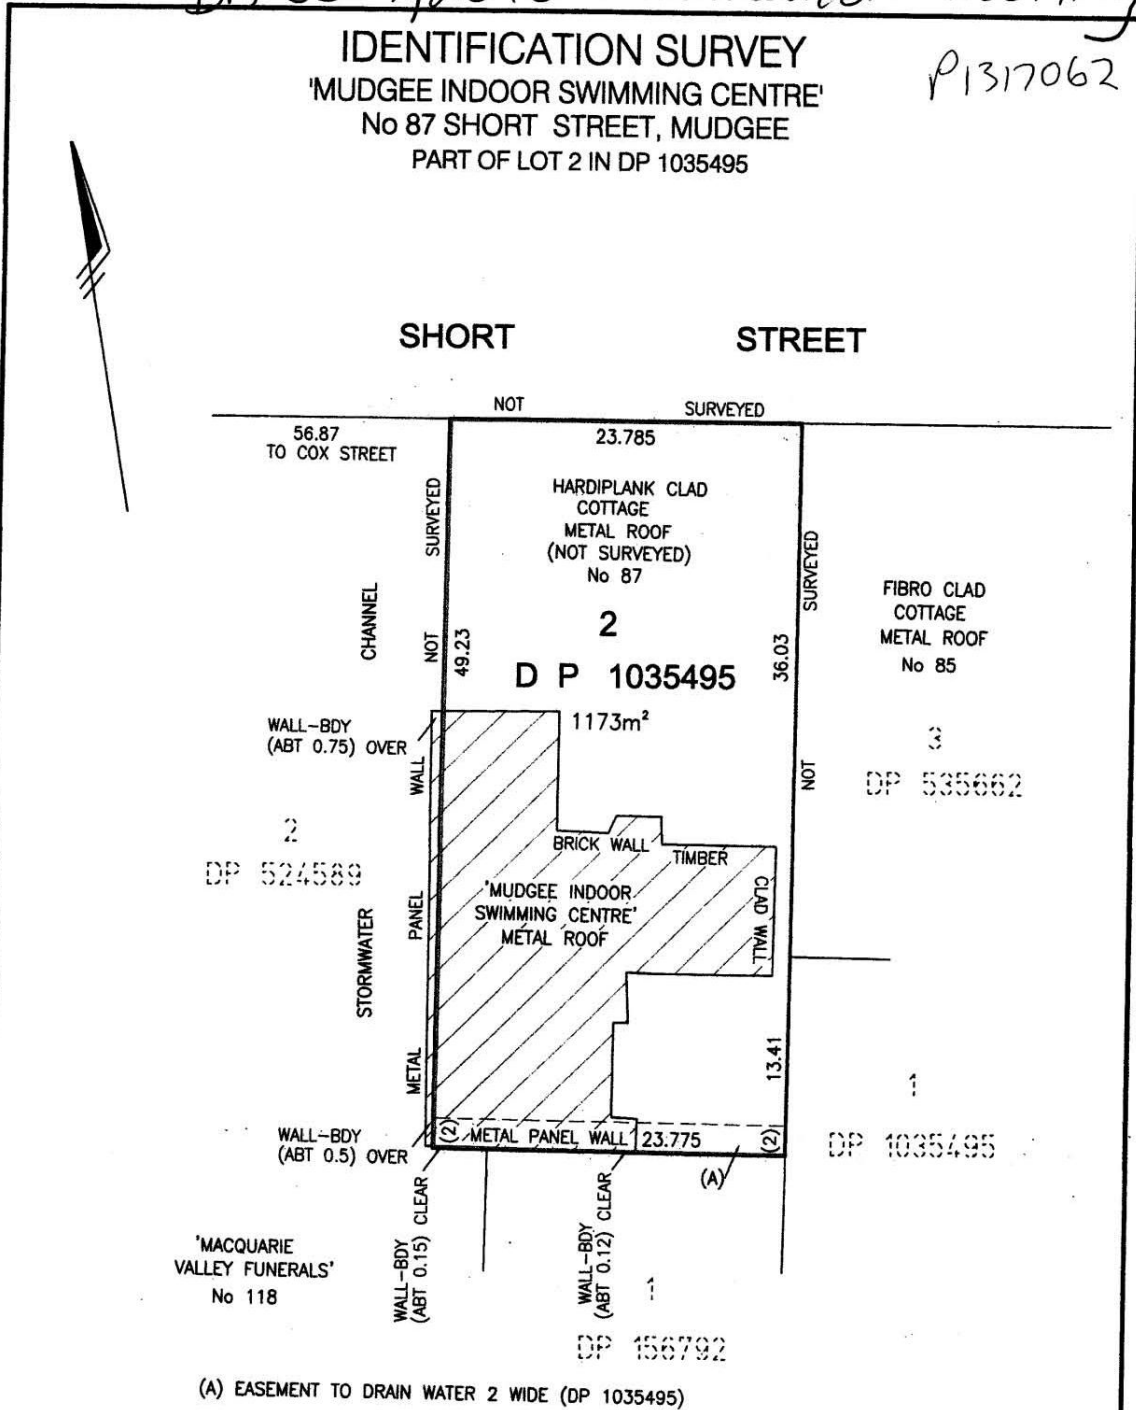 IDENTIFICATION SURVEY
'MUDGEE INDOOR SWIMMING CENTRE'
No 87 SHORT STREET, MUDGEE
PART OF LOT 2 IN DP 1035495
P1317062
SHORT STREET
NOT SURVEYED
56.87
TO COX STREET
23.785
HARDIPLANK CLAD
COTTAGE
METAL ROOF
(NOT SURVEYED)
No 87
2
D P 1035495
1173m²
NOT SURVEYED
49.23
CHANNEL
STORMWATER
36.03
NOT SURVEYED
FIBRO CLAD
COTTAGE
METAL ROOF
No 85
3
DP 535662
WALL-BDY
(ABT 0.75) OVER
METAL PANEL WALL
2
DP 524589
BRICK WALL
TIMBER
CLAD WALL
'MUDGEE INDOOR
SWIMMING CENTRE'
METAL ROOF
13.41
1
DP 1035495
WALL-BDY
(ABT 0.5) OVER
(2) METAL PANEL WALL 23.775 (2)
(A)
WALL-BDY
(ABT 0.15) CLEAR
WALL-BDY
(ABT 0.12) CLEAR
'MACQUARIE
VALLEY FUNERALS'
No 118
1
DP 156792
(A) EASEMENT TO DRAIN WATER 2 WIDE (DP 1035495)